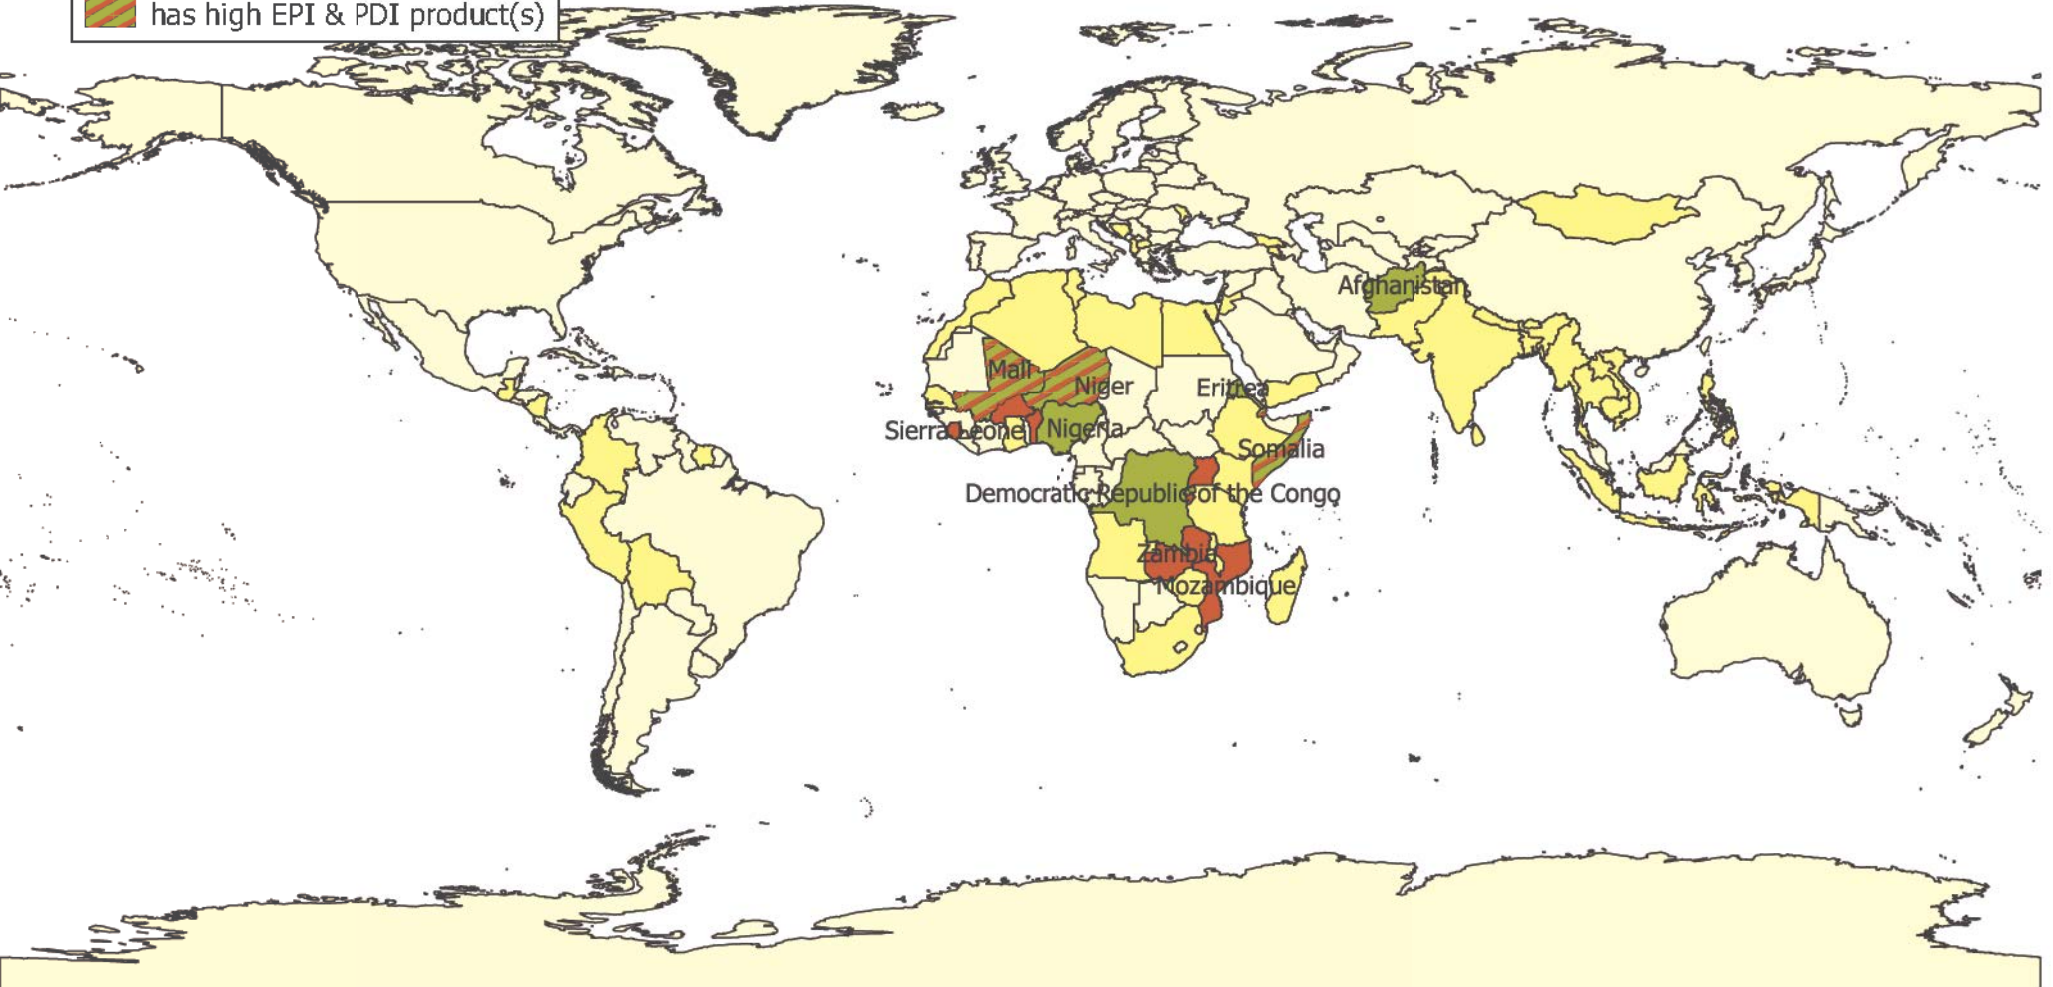 has high EPI & PDI product(s)
Afghanistan
Mali
Niger
Eritrea
Sierra Leone
Nigeria
Somalia
Democratic Republic of the Congo
Zambia
Mozambique